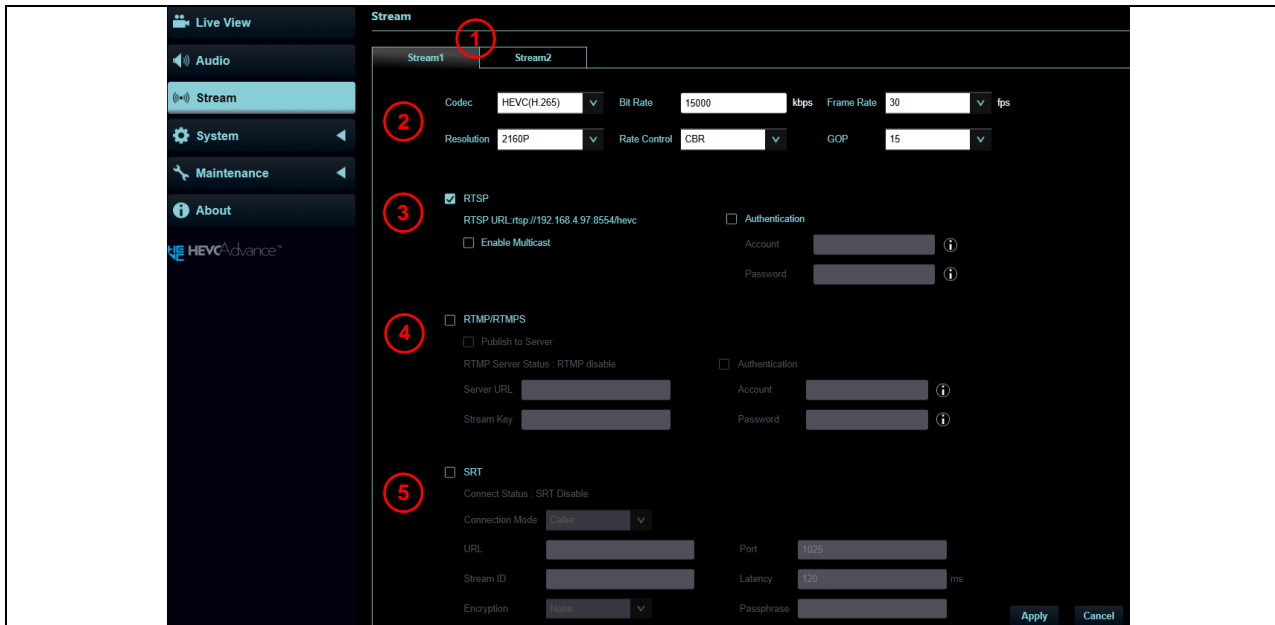 Live View
Audio
Stream
System
Maintenance
About
HEVCAdvance™
Stream
1
Stream1 Stream2
2
Codec HEVC(H.265) Bit Rate 15000 kbps Frame Rate 30 fps
Resolution 2160P Rate Control CBR GOP 15
3
RTSP
RTSP URL:rtsp://192.168.4.97:8554/hevc Authentication
Enable Multicast Account
Password
4
RTMP/RTMPS
Publish to Server
RTMP Server Status : RTMP disable Authentication
Server URL Account
Stream Key Password
5
SRT
Connect Status : SRT Disable
Connection Mode Caller
URL Port 1025
Stream ID Latency 120 ms
Encryption None Passphrase
Apply Cancel